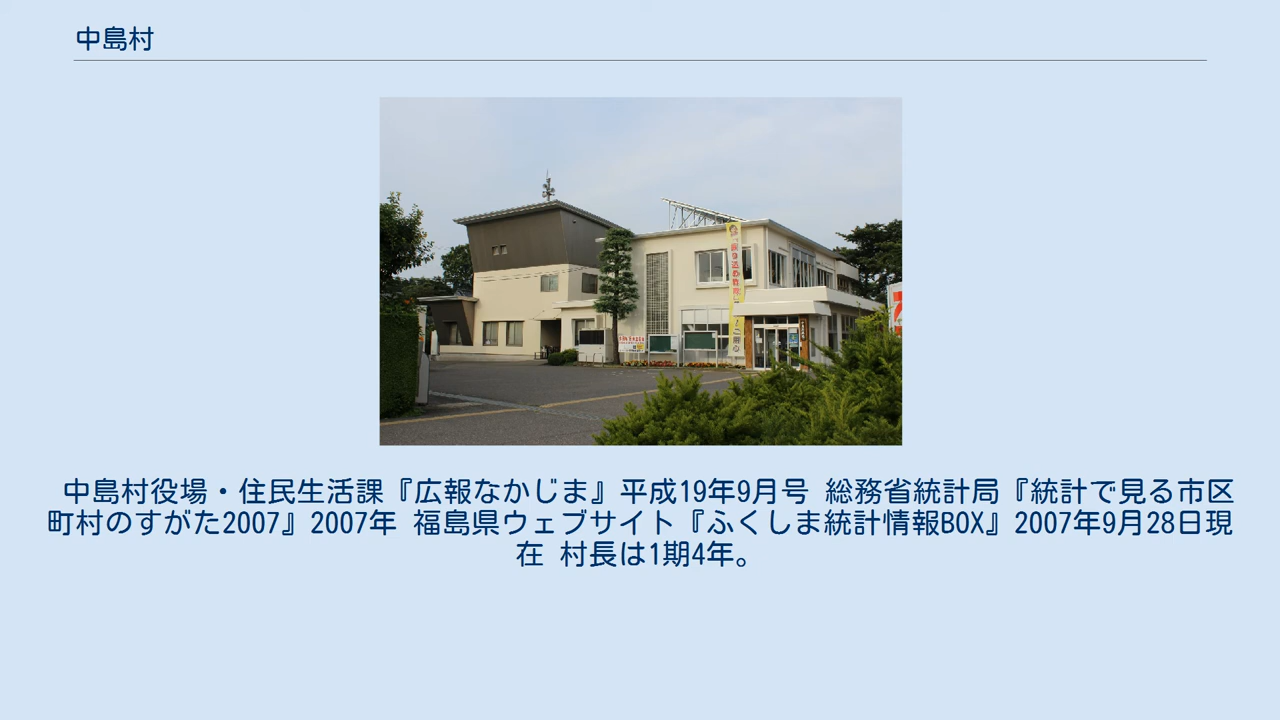 中島村
中島村役場・住民生活課『広報なかじま』平成19年9月号 総務省統計局『統計で見る市区
町村のすがた2007』2007年 福島県ウェブサイト『ふくしま統計情報BOX』2007年9月28日現
在 村長は1期4年。